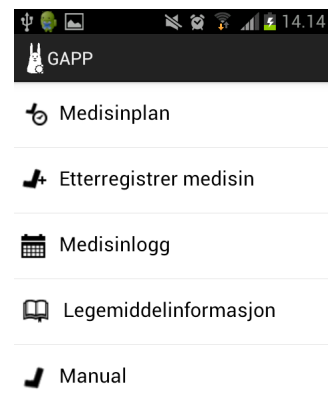 14.14
GAPP
Medisinplan
Etterregistrer medisin
Medisinlogg
Legemiddelinformasjon
Manual